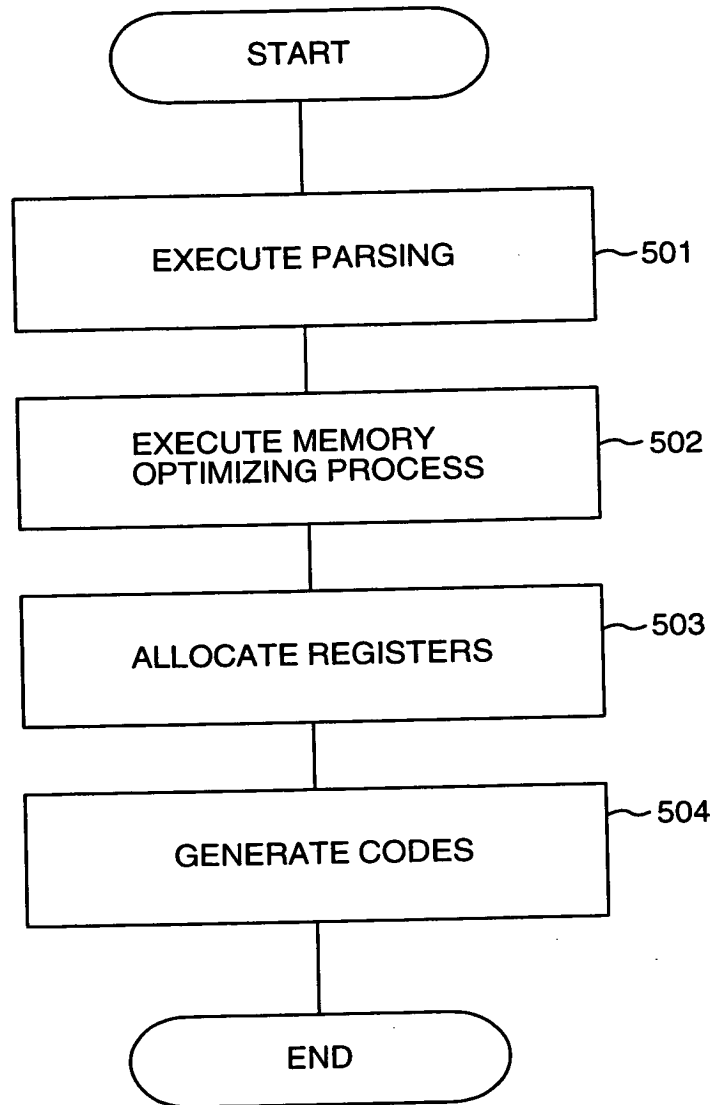 START
EXECUTE PARSING
501
EXECUTE MEMORY
OPTIMIZING PROCESS
502
ALLOCATE REGISTERS
503
GENERATE CODES
504
END